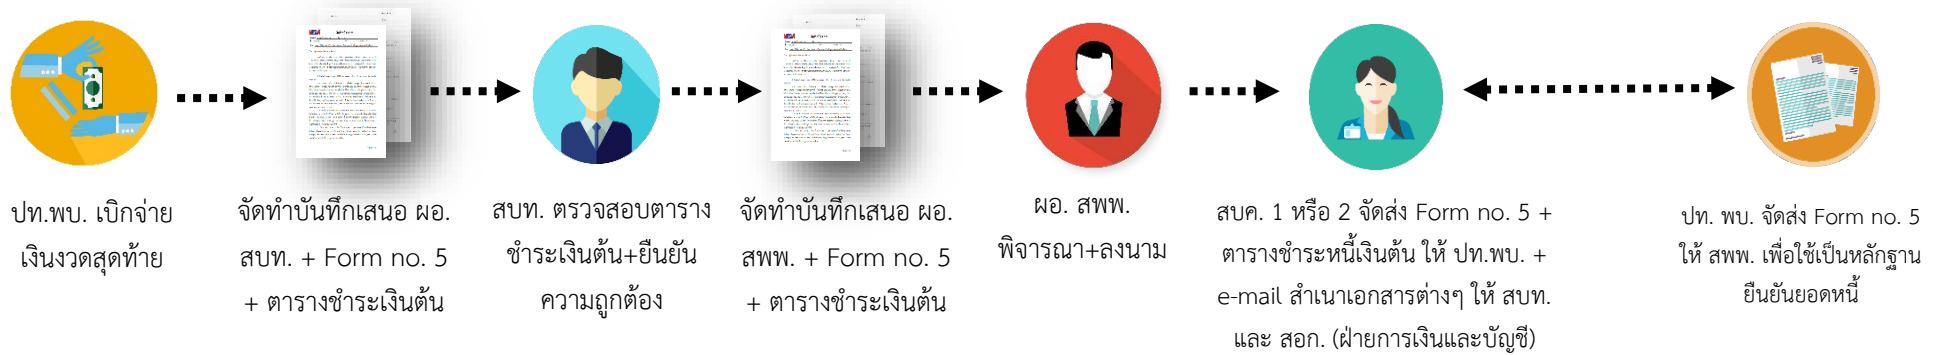 ปท.พบ. เบิกจ่าย
เงินงวดสุดท้าย
จัดทำบันทึกเสนอ ผอ.
สบท. + Form no. 5
+ ตารางชำระเงินต้น
สบท. ตรวจสอบตาราง
ชำระเงินต้น+ยืนยัน
ความถูกต้อง
จัดทำบันทึกเสนอ ผอ.
สพพ. + Form no. 5
+ ตารางชำระเงินต้น
ผอ. สพพ.
พิจารณา+ลงนาม
สบค. 1 หรือ 2 จัดส่ง Form no. 5 +
ตารางชำระหนี้เงินต้น ให้ ปท.พบ. +
e-mail สำเนาเอกสารต่างๆ ให้ สบท.
และ สอก. (ฝ่ายการเงินและบัญชี)
ปท. พบ. จัดส่ง Form no. 5
ให้ สพพ. เพื่อใช้เป็นหลักฐาน
ยืนยันยอดหนี้